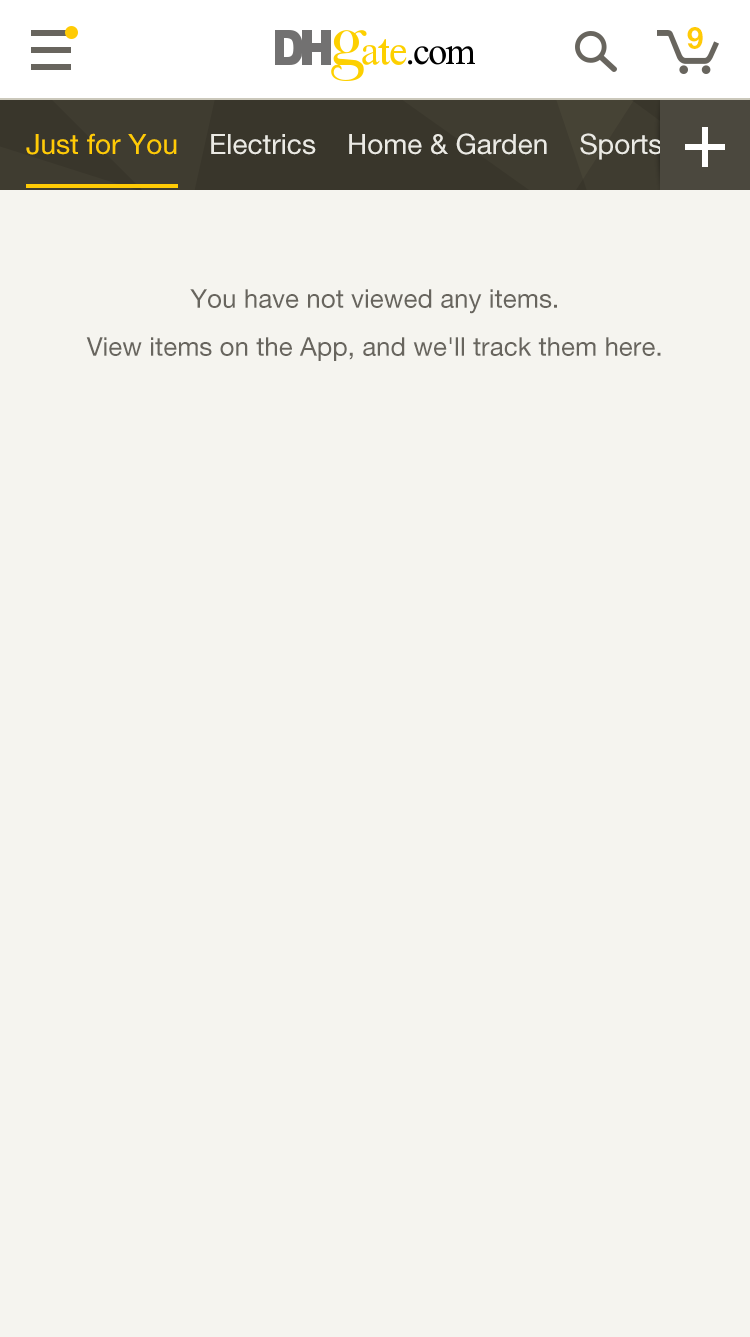 DHgate.com
9
Just for You
Electrics
Home & Garden
Sports
You have not viewed any items.
View items on the App, and we'll track them here.